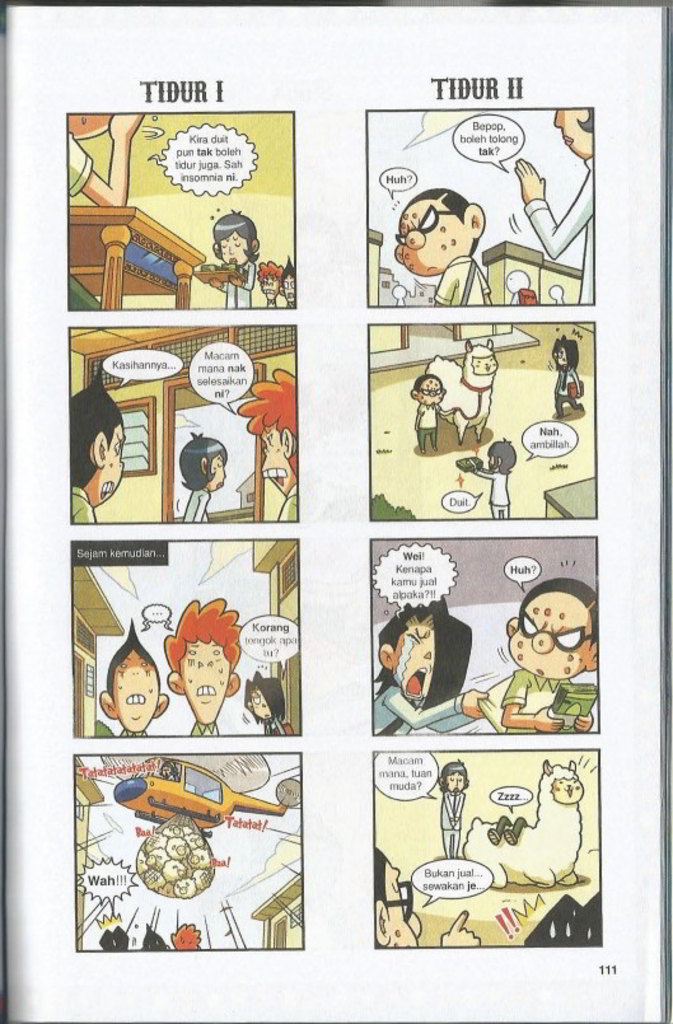 TIDUR I
Kira duit
pun tak boleh
tidur juga. Sah
insomnia ni.
Kasihannya...
Macam
mana nak
selesaikan
ni?
Sejam kemudian...
...
Korang
tengok apa
tu?
Tatatatatatat!
Tatatat!
Baa!
Baa!
Wah!!!
TIDUR II
Bepop,
boleh tolong
tak?
Huh?
Nah,
ambillah.
Duit.
Wei!
Kenapa
kamu jual
alpaka?!!
Huh?
Macam
mana, tuan
muda?
Zzzz...
Bukan jual...
sewakan je...
!!!
111